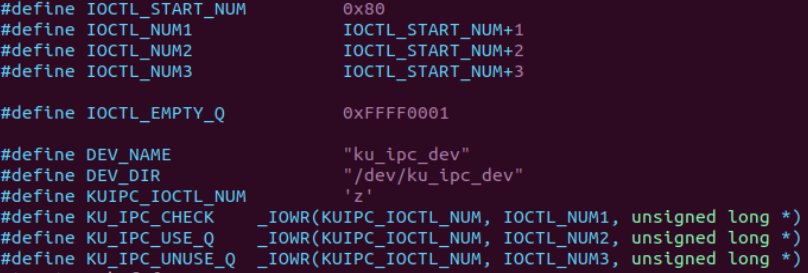 #define IOCTL_START_NUM 0x80
#define IOCTL_NUM1 IOCTL_START_NUM+1
#define IOCTL_NUM2 IOCTL_START_NUM+2
#define IOCTL_NUM3 IOCTL_START_NUM+3
#define IOCTL_EMPTY_Q 0xFFFF0001
#define DEV_NAME "ku_ipc_dev"
#define DEV_DIR "/dev/ku_ipc_dev"
#define KUIPC_IOCTL_NUM 'z'
#define KU_IPC_CHECK _IOWR(KUIPC_IOCTL_NUM, IOCTL_NUM1, unsigned long *)
#define KU_IPC_USE_Q _IOWR(KUIPC_IOCTL_NUM, IOCTL_NUM2, unsigned long *)
#define KU_IPC_UNUSE_Q _IOWR(KUIPC_IOCTL_NUM, IOCTL_NUM3, unsigned long *)